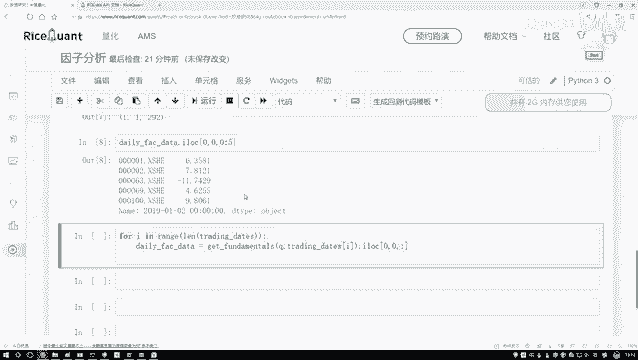 RiceQuant 量化 AMS 预约路演 帮助文档 社区
因子分析 最后检查: 21 分钟前 (未保存改变)
文件 编辑 查看 插入 单元格 服务 Widgets 帮助 可信的 Python 3
运行 代码 生成回测代码模板 共有 2G 内存供您使用
In [8]: daily_fac_data.iloc[0,0,0:5]
Out[8]: 000001.XSHE 6.3581
000002.XSHE 7.8121
000063.XSHE -11.7429
000069.XSHE 4.6255
000100.XSHE 9.8061
Name: 2019-01-02 00:00:00, dtype: object
In [ ]: for i in range(len(trading_dates)):
daily_fac_data = get_fundamentals(q,trading_dates[i]).iloc[0,0,:]
In [ ]:
In [ ]:
In [ ]: